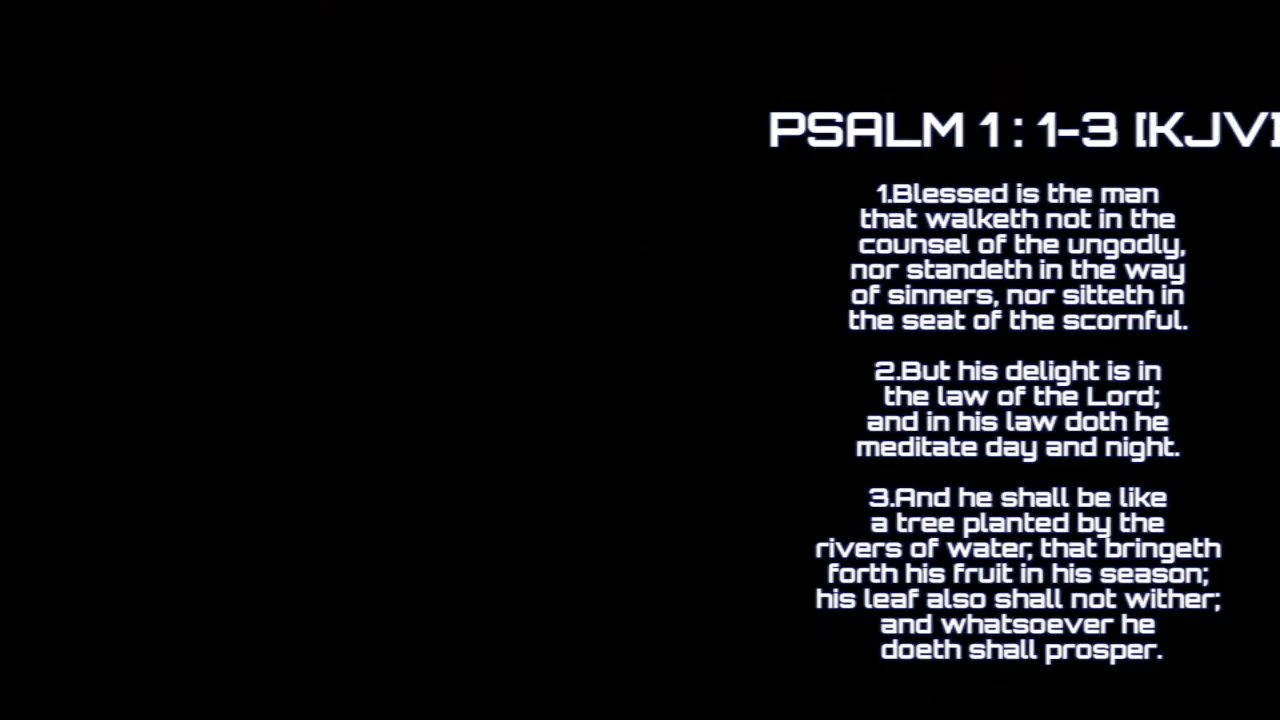 PSALM 1 : 1-3 [KJV]
1.Blessed is the man
that walketh not in the
counsel of the ungodly,
nor standeth in the way
of sinners, nor sitteth in
the seat of the scornful.
2.But his delight is in
the law of the Lord;
and in his law doth he
meditate day and night.
3.And he shall be like
a tree planted by the
rivers of water, that bringeth
forth his fruit in his season;
his leaf also shall not wither;
and whatsoever he
doeth shall prosper.